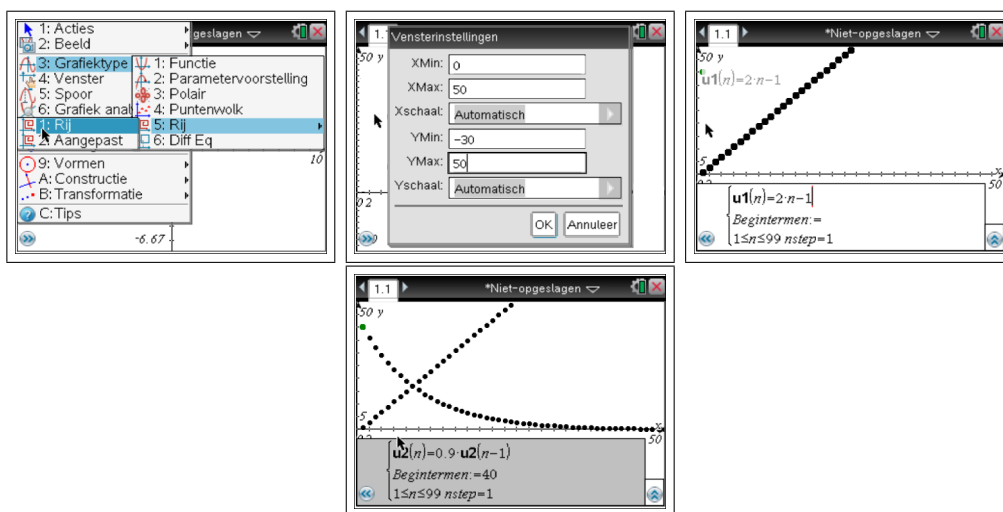 1: Acties
2: Beeld
3: Grafiektype
4: Venster
5: Spoor
6: Grafiek anal
1: Rij
2: Aangepast
9: Vormen
A: Constructie
B: Transformatie
C: Tips
geslagen
1: Functie
2: Parametervoorstelling
3: Polair
4: Puntenwolk
5: Rij
6: Diff Eq
10
-6.67
1.1
50 y
Vensterinstellingen
XMin: 0
XMax: 50
Xschaal: Automatisch
YMin: -30
YMax: 50
Yschaal: Automatisch
OK Annuleer
1.1 *Niet-opgeslagen
50 y
u1(n)=2·n-1
5
x
50
u1(n)=2·n-1
Begintermen:=
1≤n≤99 nstep=1
1.1 *Niet-opgeslagen
50 y
5
x
50
u2(n)=0.9·u2(n-1)
Begintermen:=40
1≤n≤99 nstep=1